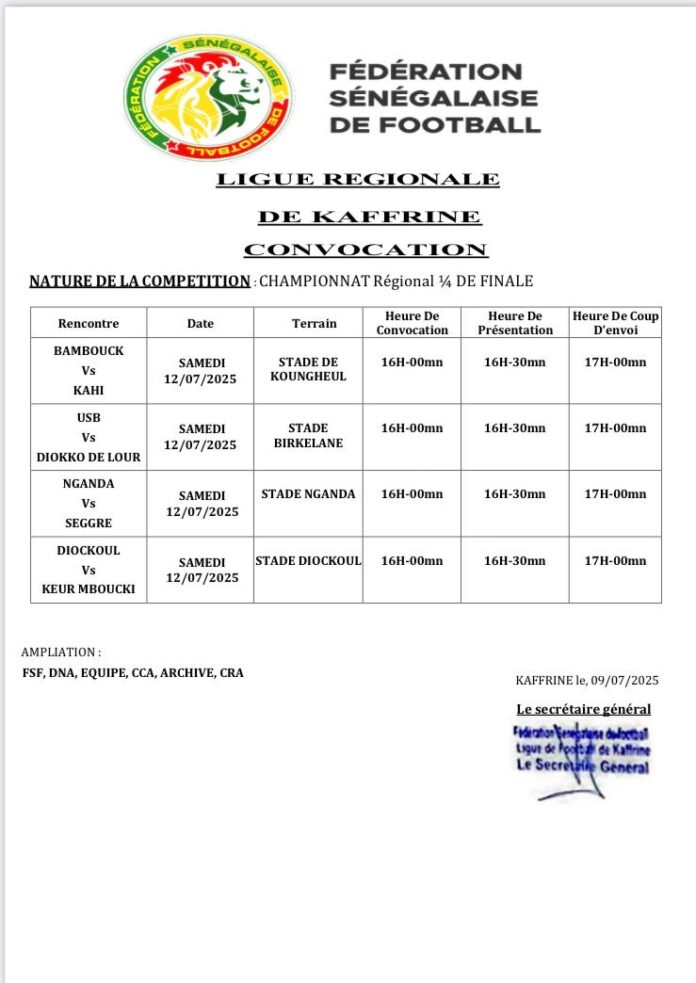 FÉDÉRATION SÉNÉGALAISE DE FOOTBALL
FÉDÉRATION
SÉNÉGALAISE
DE FOOTBALL
LIGUE REGIONALE
DE KAFFRINE
CONVOCATION
NATURE DE LA COMPETITION : CHAMPIONNAT Régional ¼ DE FINALE
Rencontre Date Terrain Heure De Convocation Heure De Présentation Heure De Coup D'envoi
BAMBOUCK Vs KAHI SAMEDI 12/07/2025 STADE DE KOUNGHEUL 16H-00mn 16H-30mn 17H-00mn
USB Vs DIOKKO DE LOUR SAMEDI 12/07/2025 STADE BIRKELANE 16H-00mn 16H-30mn 17H-00mn
NGANDA Vs SEGGRE SAMEDI 12/07/2025 STADE NGANDA 16H-00mn 16H-30mn 17H-00mn
DIOCKOUL Vs KEUR MBOUCKI SAMEDI 12/07/2025 STADE DIOCKOUL 16H-00mn 16H-30mn 17H-00mn
AMPLIATION :
FSF, DNA, EQUIPE, CCA, ARCHIVE, CRA
KAFFRINE le, 09/07/2025
Le secrétaire général
Fédération Sénégalaise de football
Ligue de Football de Kaffrine
Le Secretaire General